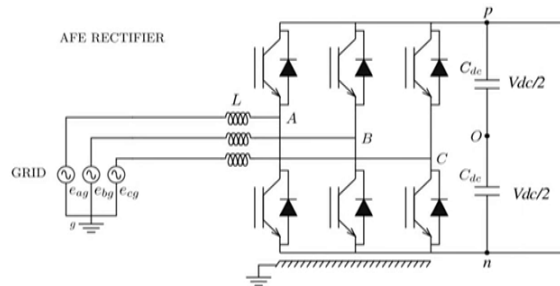 p
AFE RECTIFIER
C_dc
Vdc/2
L
A
B
O
C
GRID
C_dc
e_ag e_bg e_cg
Vdc/2
g
n